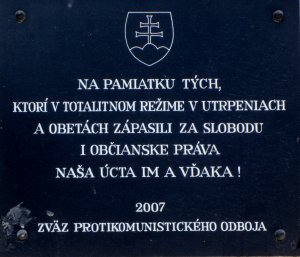 NA PAMIATKU TÝCH,
KTORÍ V TOTALITNOM REŽIME V UTRPENIACH
A OBETÁCH ZÁPASILI ZA SLOBODU
I OBČIANSKE PRÁVA
NAŠA ÚCTA IM A VĎAKA !
2007
ZVÄZ PROTIKOMUNISTICKÉHO ODBOJA